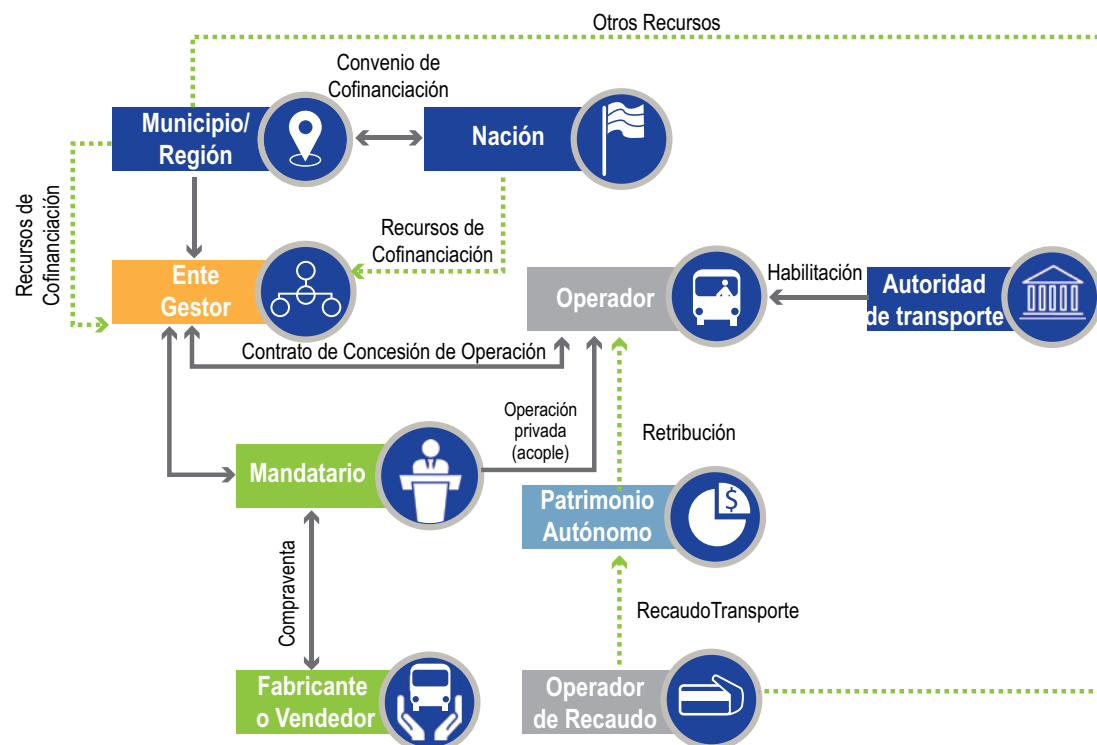 Otros Recursos
Convenio de
Cofinanciación
Municipio/
Región
Nación
Recursos de
Cofinanciación
Recursos de
Cofinanciación
Ente
Gestor
Operador
Habilitación
Autoridad
de transporte
Contrato de Concesión de Operación
Operación
privada
(acople)
Retribución
Mandatario
Patrimonio
Autónomo
$
Compraventa
RecaudoTransporte
Fabricante
o Vendedor
Operador
de Recaudo